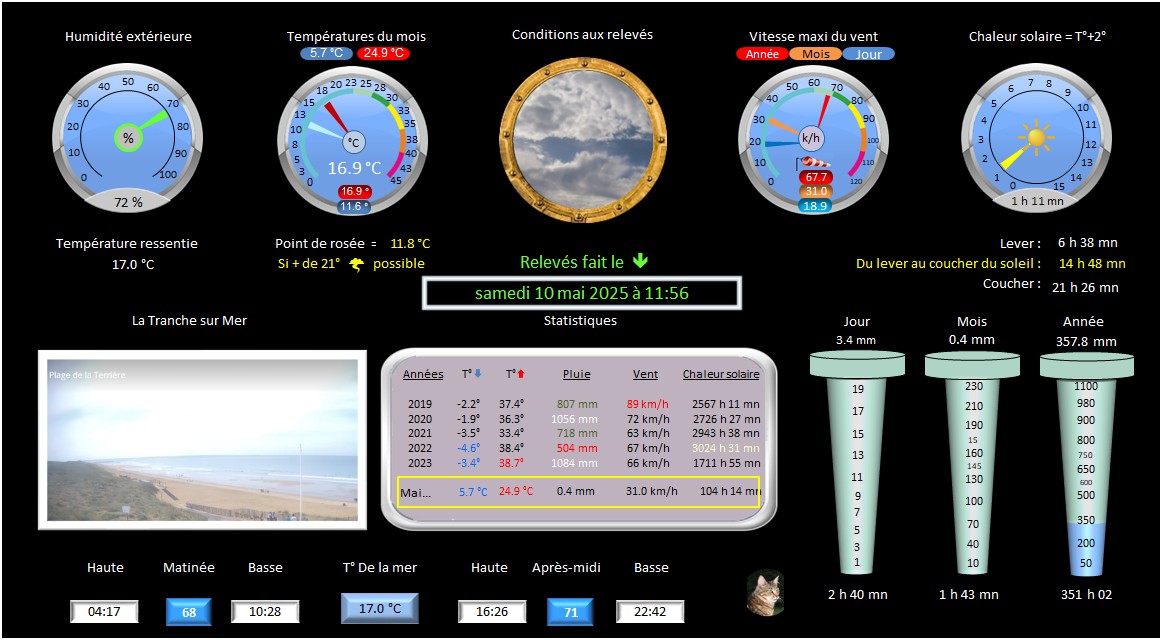 Humidité extérieure
Températures du mois
Conditions aux relevés
Vitesse maxi du vent
Chaleur solaire = T°+2°
5.7 °C 24.9 °C
Année Mois Jour
0 10 20 30 40 50 60 70 80 90 100
%
72 %
0 3 5 8 10 13 15 18 20 23 25 28 30 33 35 38 40 43 45
°C
16.9 °C
16.9 °
11.6 °
0 10 20 30 40 50 60 70 80 90 100 110 120
k/h
67.7
31.0
18.9
0 1 2 3 4 5 6 7 8 9 10 11 12 13 14 15
1 h 11 mn
Température ressentie
17.0 °C
Point de rosée = 11.8 °C
Si + de 21° possible
Relevés fait le
samedi 10 mai 2025 à 11:56
Lever : 6 h 38 mn
Du lever au coucher du soleil : 14 h 48 mn
Coucher : 21 h 26 mn
La Tranche sur Mer
Plage de la Terrière
Statistiques
Années T° T° Pluie Vent Chaleur solaire
2019 -2.2° 37.4° 807 mm 89 km/h 2567 h 11 mn
2020 -1.9° 36.3° 1056 mm 72 km/h 2726 h 27 mn
2021 -3.5° 33.4° 718 mm 63 km/h 2943 h 38 mn
2022 -4.6° 38.4° 504 mm 67 km/h 3024 h 31 mn
2023 -3.4° 38.7° 1084 mm 66 km/h 1711 h 55 mn
Mai... 5.7 °C 24.9 °C 0.4 mm 31.0 km/h 104 h 14 mn
Jour
3.4 mm
19
17
15
13
11
9
7
5
3
1
2 h 40 mn
Mois
0.4 mm
230
210
190
15
160
145
130
100
70
40
10
1 h 43 mn
Année
357.8 mm
1100
980
900
800
750
650
600
500
350
200
50
351 h 02
Haute Matinée Basse T° De la mer Haute Après-midi Basse
04:17 68 10:28 17.0 °C 16:26 71 22:42